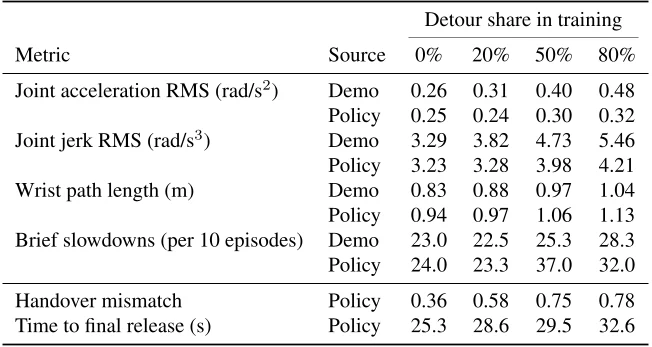 Detour share in training
Metric Source 0% 20% 50% 80%
Joint acceleration RMS (rad/s²) Demo 0.26 0.31 0.40 0.48
Policy 0.25 0.24 0.30 0.32
Joint jerk RMS (rad/s³) Demo 3.29 3.82 4.73 5.46
Policy 3.23 3.28 3.98 4.21
Wrist path length (m) Demo 0.83 0.88 0.97 1.04
Policy 0.94 0.97 1.06 1.13
Brief slowdowns (per 10 episodes) Demo 23.0 22.5 25.3 28.3
Policy 24.0 23.3 37.0 32.0
Handover mismatch Policy 0.36 0.58 0.75 0.78
Time to final release (s) Policy 25.3 28.6 29.5 32.6